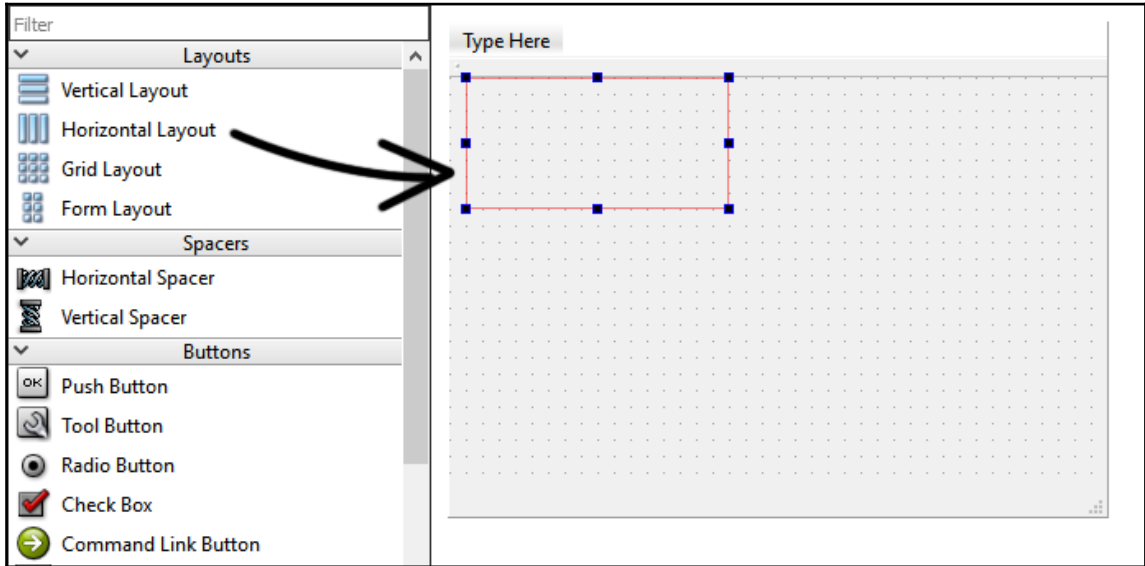 Filter
Layouts
Vertical Layout
Horizontal Layout
Grid Layout
Form Layout
Spacers
Horizontal Spacer
Vertical Spacer
Buttons
OK Push Button
Tool Button
Radio Button
Check Box
Command Link Button
Type Here